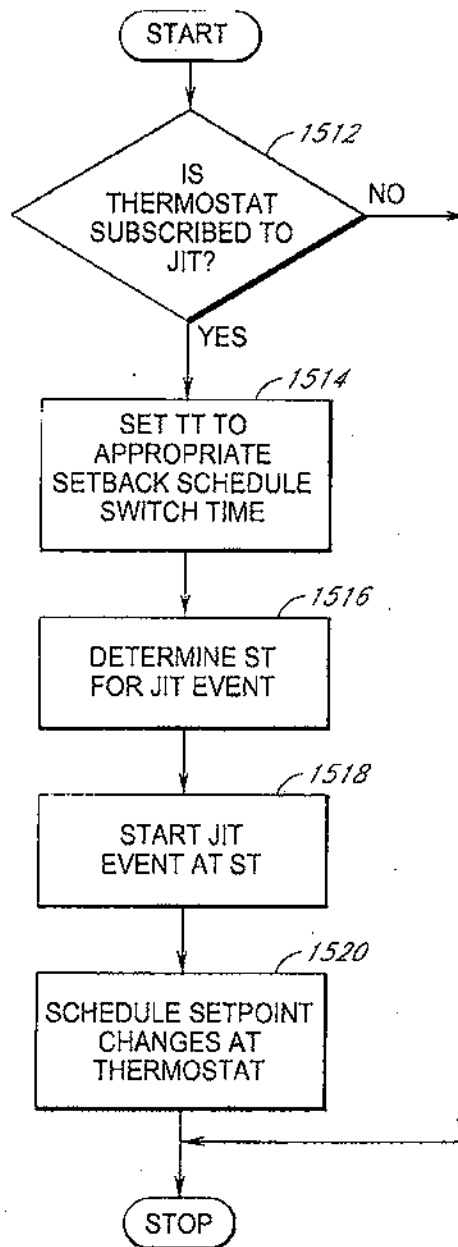 START
1512
IS
THERMOSTAT
SUBSCRIBED TO
JIT?
NO
YES
1514
SET TT TO
APPROPRIATE
SETBACK SCHEDULE
SWITCH TIME
1516
DETERMINE ST
FOR JIT EVENT
1518
START JIT
EVENT AT ST
1520
SCHEDULE SETPOINT
CHANGES AT
THERMOSTAT
STOP